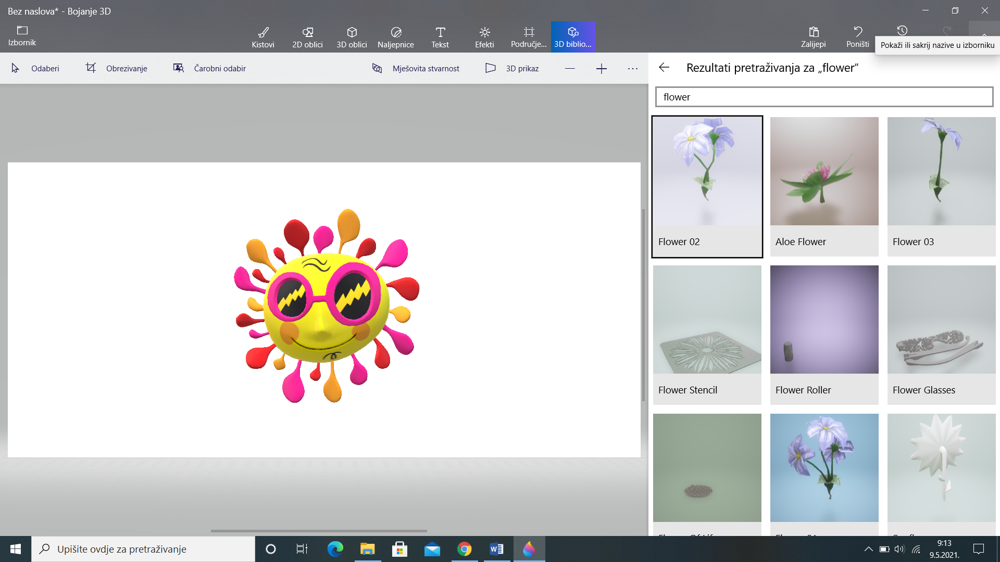 Bez naslova* - Bojanje 3D
Izbornik
Kistovi
2D oblici
3D oblici
Naljepnice
Tekst
Efekti
Područje...
3D biblio...
Zalijepi
Poništi
Pokaži ili sakrij nazive u izborniku
Odaberi
Obrezivanje
Čarobni odabir
Mješovita stvarnost
3D prikaz
Rezultati pretraživanja za „flower”
flower
Flower 02
Aloe Flower
Flower 03
Flower Stencil
Flower Roller
Flower Glasses
Upišite ovdje za pretraživanje
9:13
9.5.2021.